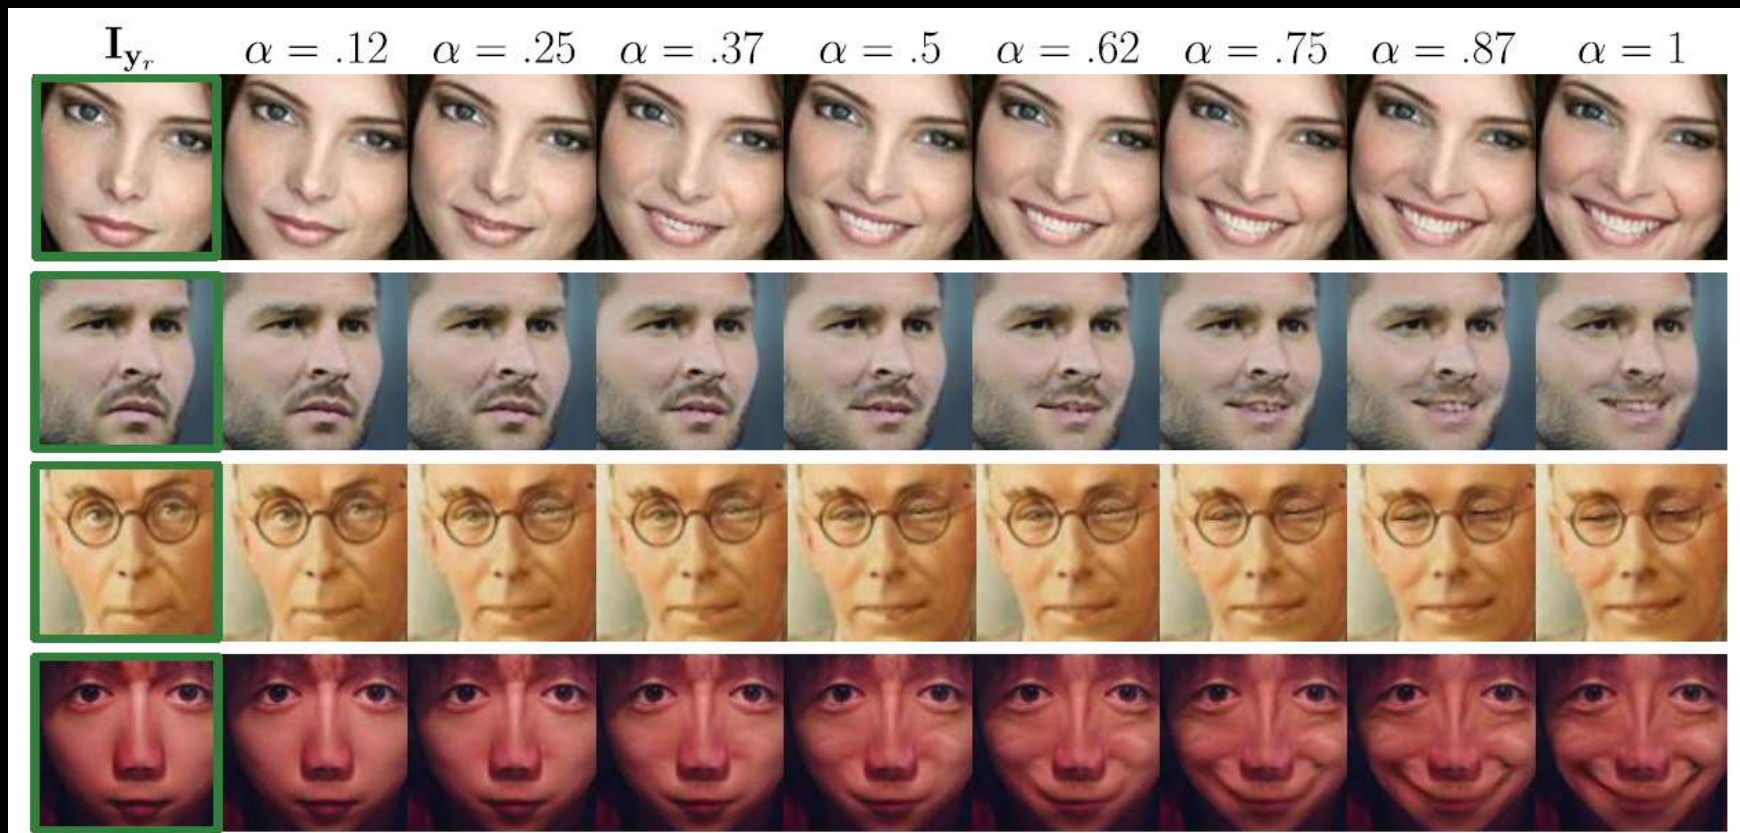 I_{y_r} α = .12 α = .25 α = .37 α = .5 α = .62 α = .75 α = .87 α = 1